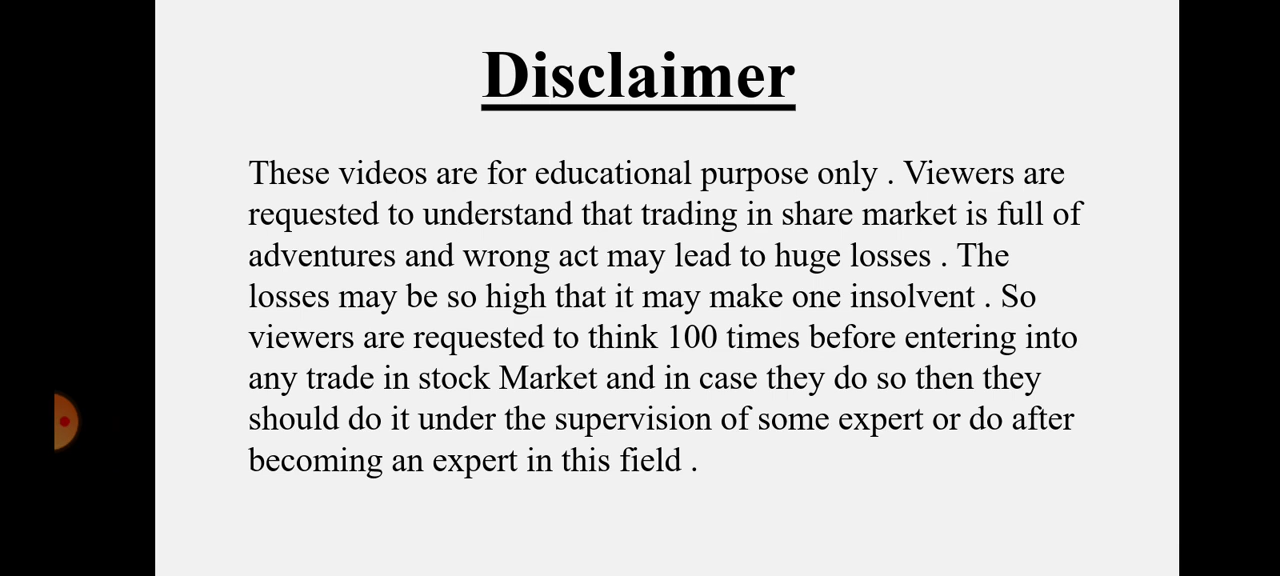 Disclaimer
These videos are for educational purpose only . Viewers are
requested to understand that trading in share market is full of
adventures and wrong act may lead to huge losses . The
losses may be so high that it may make one insolvent . So
viewers are requested to think 100 times before entering into
any trade in stock Market and in case they do so then they
should do it under the supervision of some expert or do after
becoming an expert in this field .